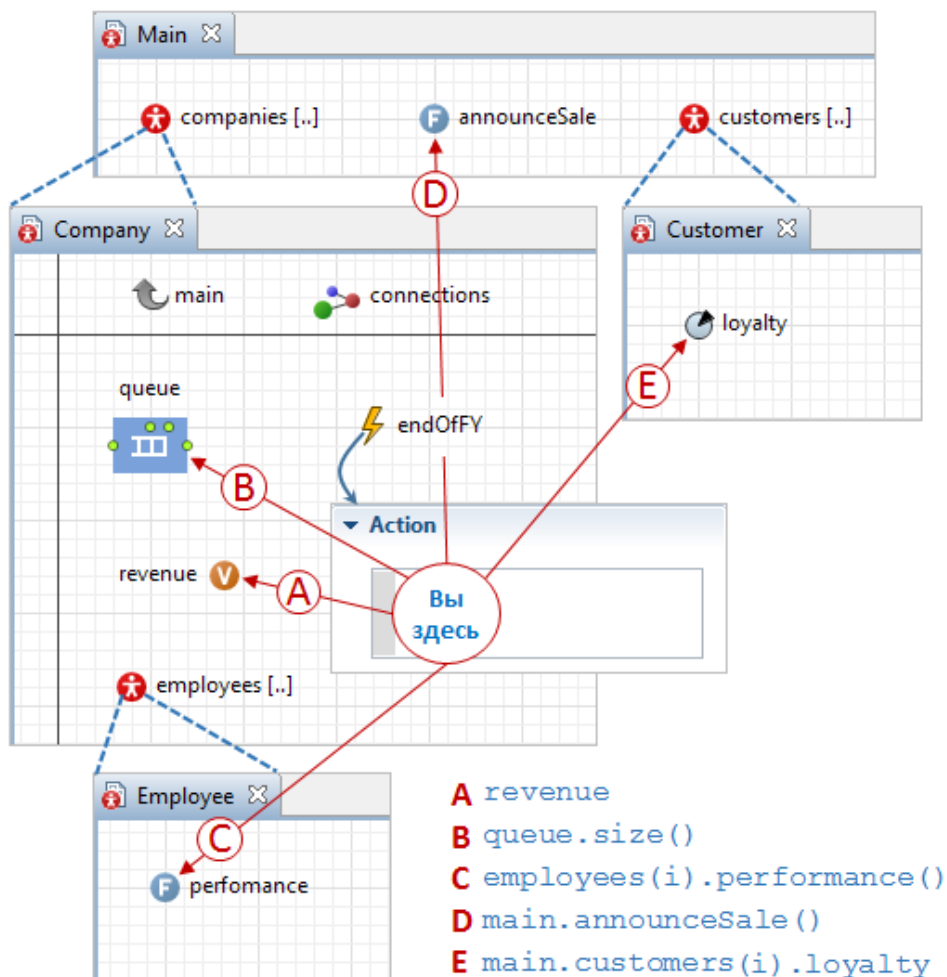 Main
companies [..]
announceSale
customers [..]
D
Company
Customer
main
connections
loyalty
queue
E
endOfFY
B
Action
revenue
V
A
Вы
здесь
employees [..]
Employee
C
F perfomance
A revenue
B queue.size()
C employees(i).performance()
D main.announceSale()
E main.customers(i).loyalty